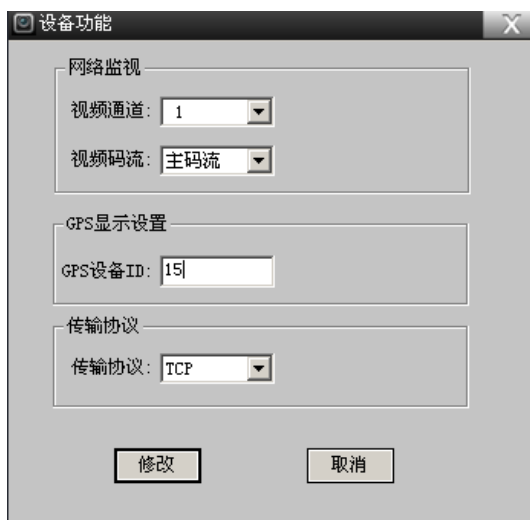 设备功能
X
网络监视
视频通道: 1
视频码流: 主码流
GPS显示设置
GPS设备ID: 15
传输协议
传输协议: TCP
修改 取消